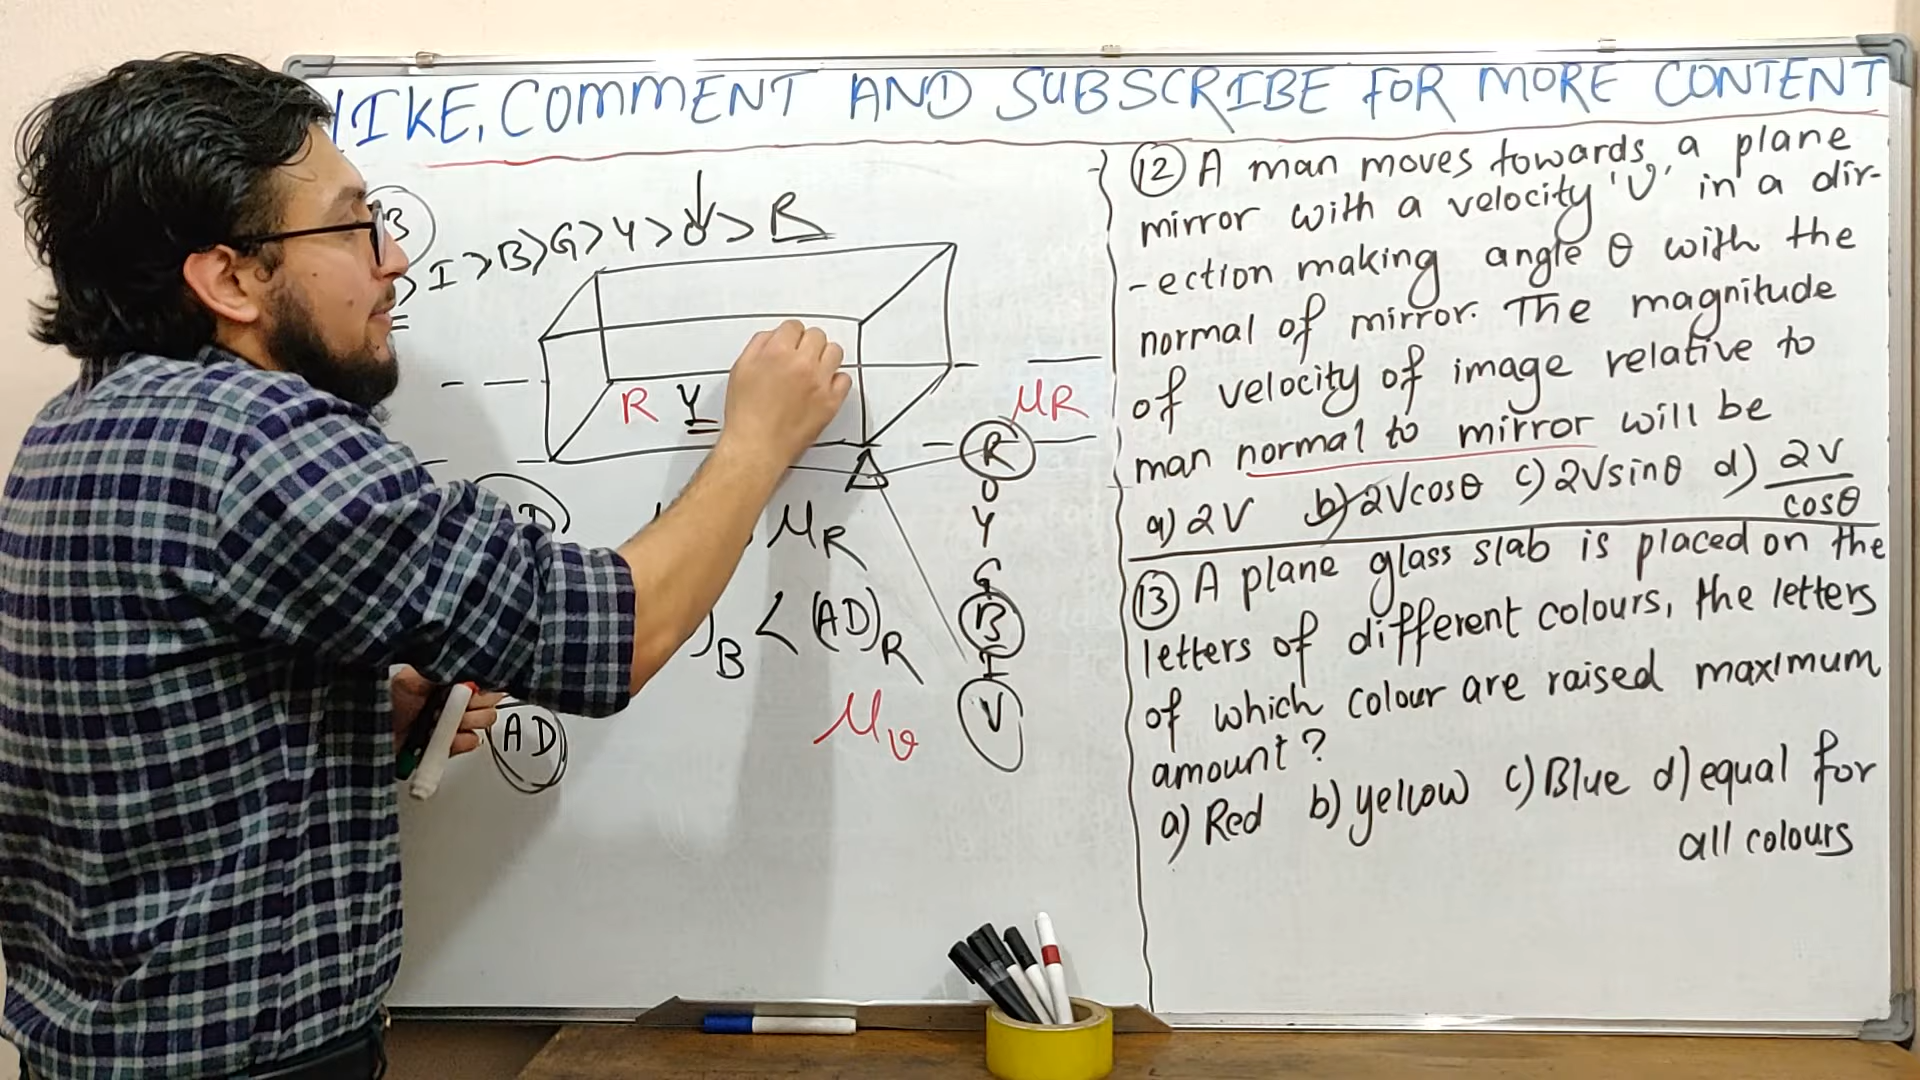 LIKE, COMMENT AND SUBSCRIBE FOR MORE CONTENT
B
I > B > G > Y > O > R
R Y
μR
R
O
Y
G
B
I
V
μR
)B < (AD)R
μv
AD
(12) A man moves towards a plane
mirror with a velocity 'V' in a dir-
-ection making angle θ with the
normal of mirror. The magnitude
of velocity of image relative to
man normal to mirror will be
a) 2V b) 2Vcosθ c) 2Vsinθ d) 2V/cosθ
(13) A plane glass slab is placed on the
letters of different colours, the letters
of which colour are raised maximum
amount?
a) Red b) yellow c) Blue d) equal for
all colours